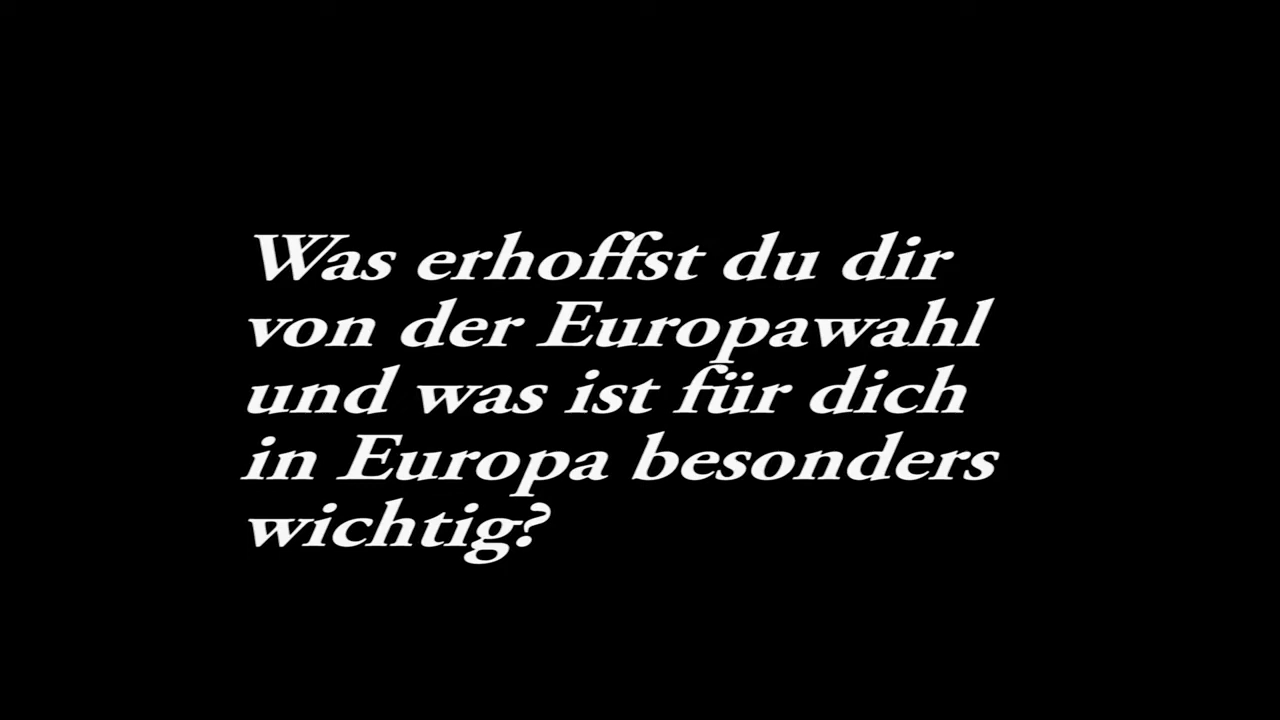 Was erhoffst du dir
von der Europawahl
und was ist für dich
in Europa besonders
wichtig?